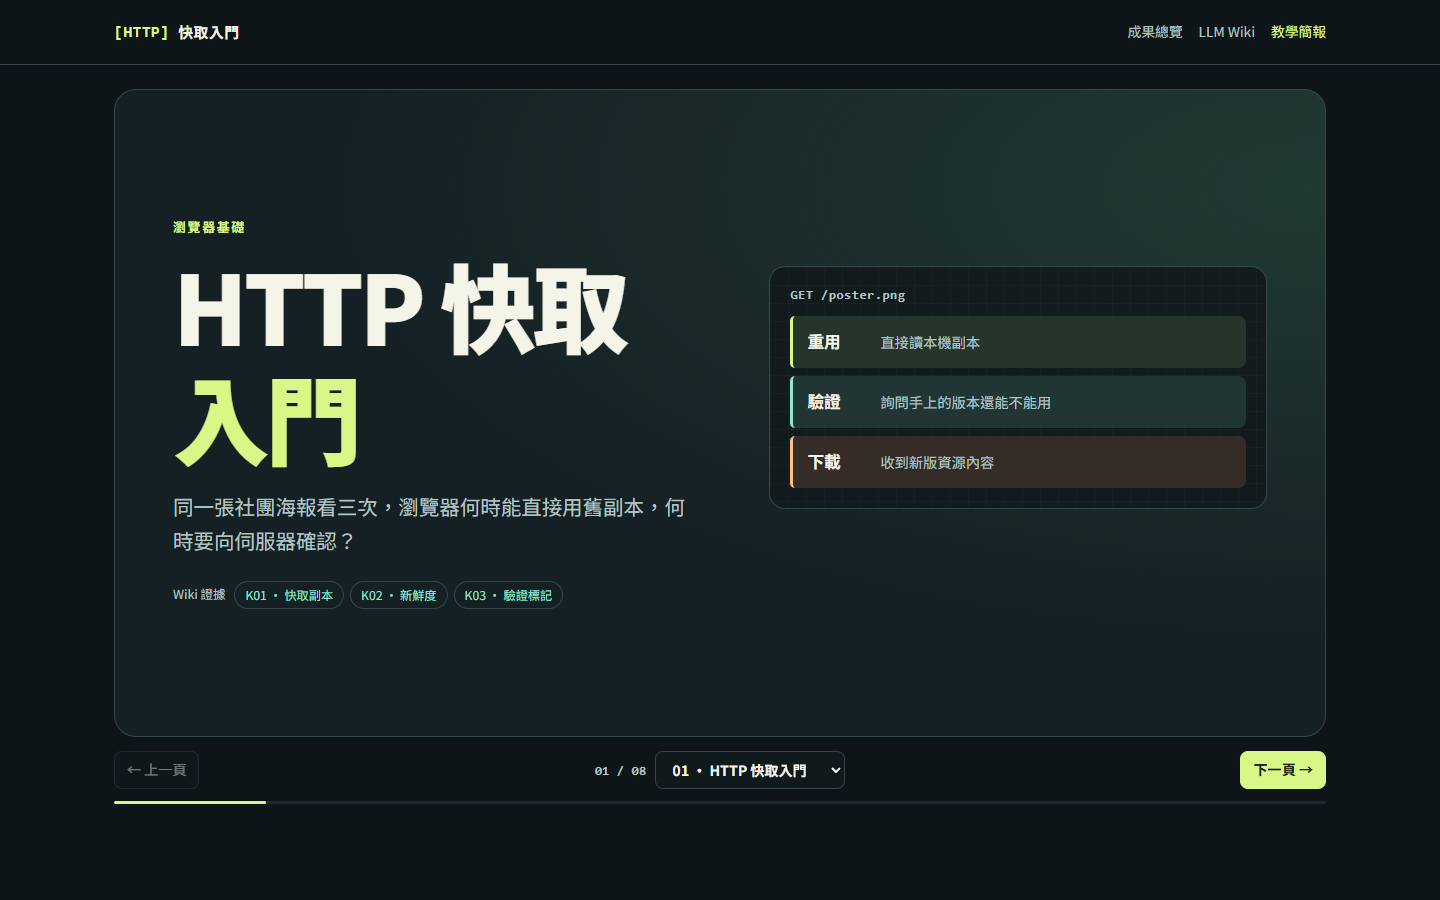 [HTTP] 快取入門
成果總覽 LLM Wiki 教學簡報
瀏覽器基礎
HTTP 快取
入門
同一張社團海報看三次，瀏覽器何時能直接用舊副本，何
時要向伺服器確認？
Wiki 證據 K01 · 快取副本 K02 · 新鮮度 K03 · 驗證標記
GET /poster.png
重用 直接讀本機副本
驗證 詢問手上的版本還能不能用
下載 收到新版資源內容
← 上一頁 01 / 08 01 · HTTP 快取入門 下一頁 →